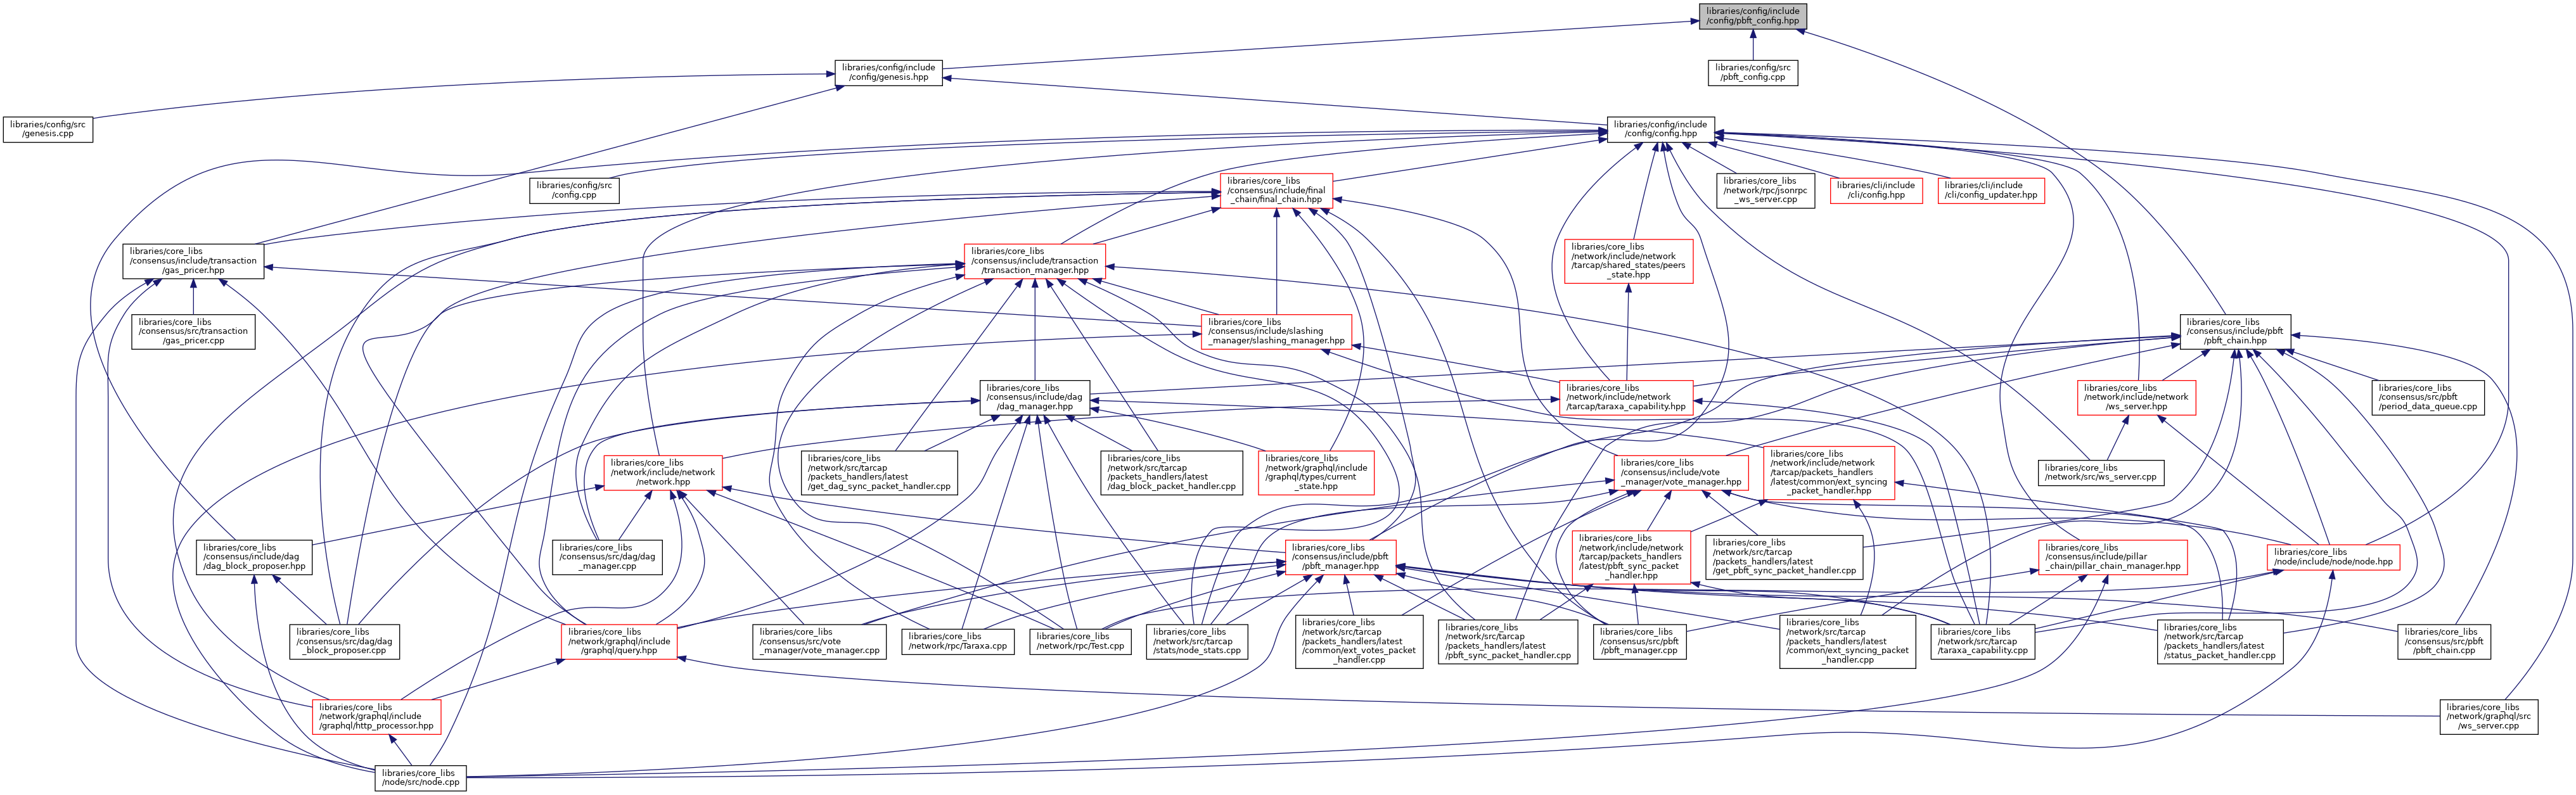 libraries/config/include
/config/pbft_config.hpp
libraries/config/include
/config/genesis.hpp
libraries/config/src
/pbft_config.cpp
libraries/config/src
/genesis.cpp
libraries/config/include
/config/config.hpp
libraries/config/src
/config.cpp
libraries/core_libs
/consensus/include/final
_chain/final_chain.hpp
libraries/core_libs
/network/rpc/jsonrpc
_ws_server.cpp
libraries/cli/include
/cli/config.hpp
libraries/cli/include
/cli/config_updater.hpp
libraries/core_libs
/consensus/include/transaction
/gas_pricer.hpp
libraries/core_libs
/consensus/include/transaction
/transaction_manager.hpp
libraries/core_libs
/network/include/network
/tarcap/shared_states/peers
_state.hpp
libraries/core_libs
/consensus/src/transaction
/gas_pricer.cpp
libraries/core_libs
/consensus/include/slashing
_manager/slashing_manager.hpp
libraries/core_libs
/consensus/include/pbft
/pbft_chain.hpp
libraries/core_libs
/consensus/include/dag
/dag_manager.hpp
libraries/core_libs
/network/include/network
/tarcap/taraxa_capability.hpp
libraries/core_libs
/network/include/network
/ws_server.hpp
libraries/core_libs
/consensus/src/pbft
/period_data_queue.cpp
libraries/core_libs
/network/include/network
/network.hpp
libraries/core_libs
/network/src/tarcap
/packets_handlers/latest
/get_dag_sync_packet_handler.cpp
libraries/core_libs
/network/src/tarcap
/packets_handlers/latest
/dag_block_packet_handler.cpp
libraries/core_libs
/network/graphql/include
/graphql/types/current
_state.hpp
libraries/core_libs
/consensus/include/vote
_manager/vote_manager.hpp
libraries/core_libs
/network/include/network
/tarcap/packets_handlers
/latest/common/ext_syncing
_packet_handler.hpp
libraries/core_libs
/network/src/ws_server.cpp
libraries/core_libs
/consensus/include/dag
/dag_block_proposer.hpp
libraries/core_libs
/consensus/src/dag/dag
_manager.cpp
libraries/core_libs
/consensus/include/pbft
/pbft_manager.hpp
libraries/core_libs
/network/include/network
/tarcap/packets_handlers
/latest/pbft_sync_packet
_handler.hpp
libraries/core_libs
/network/src/tarcap
/packets_handlers/latest
/get_pbft_sync_packet_handler.cpp
libraries/core_libs
/consensus/include/pillar
_chain/pillar_chain_manager.hpp
libraries/core_libs
/node/include/node/node.hpp
libraries/core_libs
/consensus/src/dag/dag
_block_proposer.cpp
libraries/core_libs
/network/graphql/include
/graphql/query.hpp
libraries/core_libs
/consensus/src/vote
_manager/vote_manager.cpp
libraries/core_libs
/network/rpc/Taraxa.cpp
libraries/core_libs
/network/rpc/Test.cpp
libraries/core_libs
/network/src/tarcap
/stats/node_stats.cpp
libraries/core_libs
/network/src/tarcap
/packets_handlers/latest
/common/ext_votes_packet
_handler.cpp
libraries/core_libs
/network/src/tarcap
/packets_handlers/latest
/pbft_sync_packet_handler.cpp
libraries/core_libs
/consensus/src/pbft
/pbft_manager.cpp
libraries/core_libs
/network/src/tarcap
/packets_handlers/latest
/common/ext_syncing_packet
_handler.cpp
libraries/core_libs
/network/src/tarcap
/taraxa_capability.cpp
libraries/core_libs
/network/src/tarcap
/packets_handlers/latest
/status_packet_handler.cpp
libraries/core_libs
/consensus/src/pbft
/pbft_chain.cpp
libraries/core_libs
/network/graphql/include
/graphql/http_processor.hpp
libraries/core_libs
/network/graphql/src
/ws_server.cpp
libraries/core_libs
/node/src/node.cpp